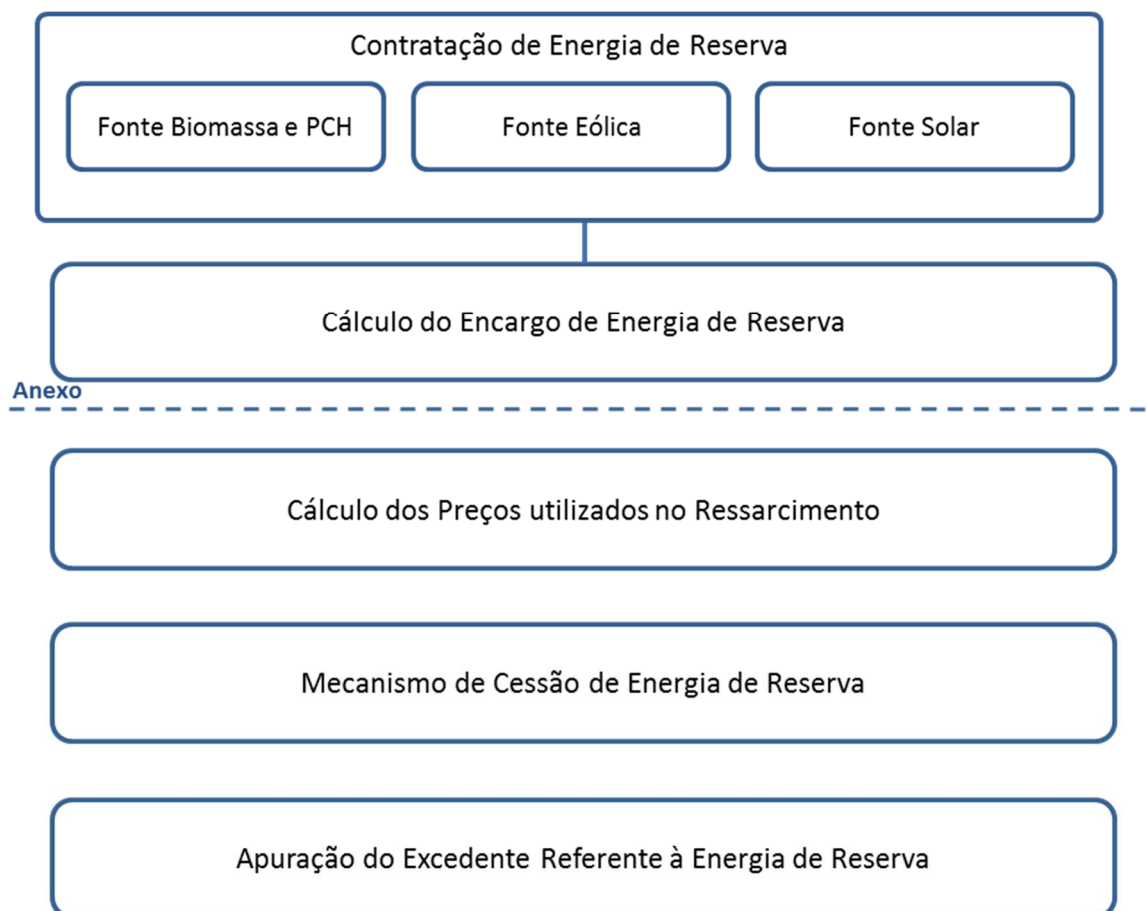 Contratação de Energia de Reserva
Fonte Biomassa e PCH
Fonte Eólica
Fonte Solar
Cálculo do Encargo de Energia de Reserva
Anexo
Cálculo dos Preços utilizados no Ressarcimento
Mecanismo de Cessão de Energia de Reserva
Apuração do Excedente Referente à Energia de Reserva